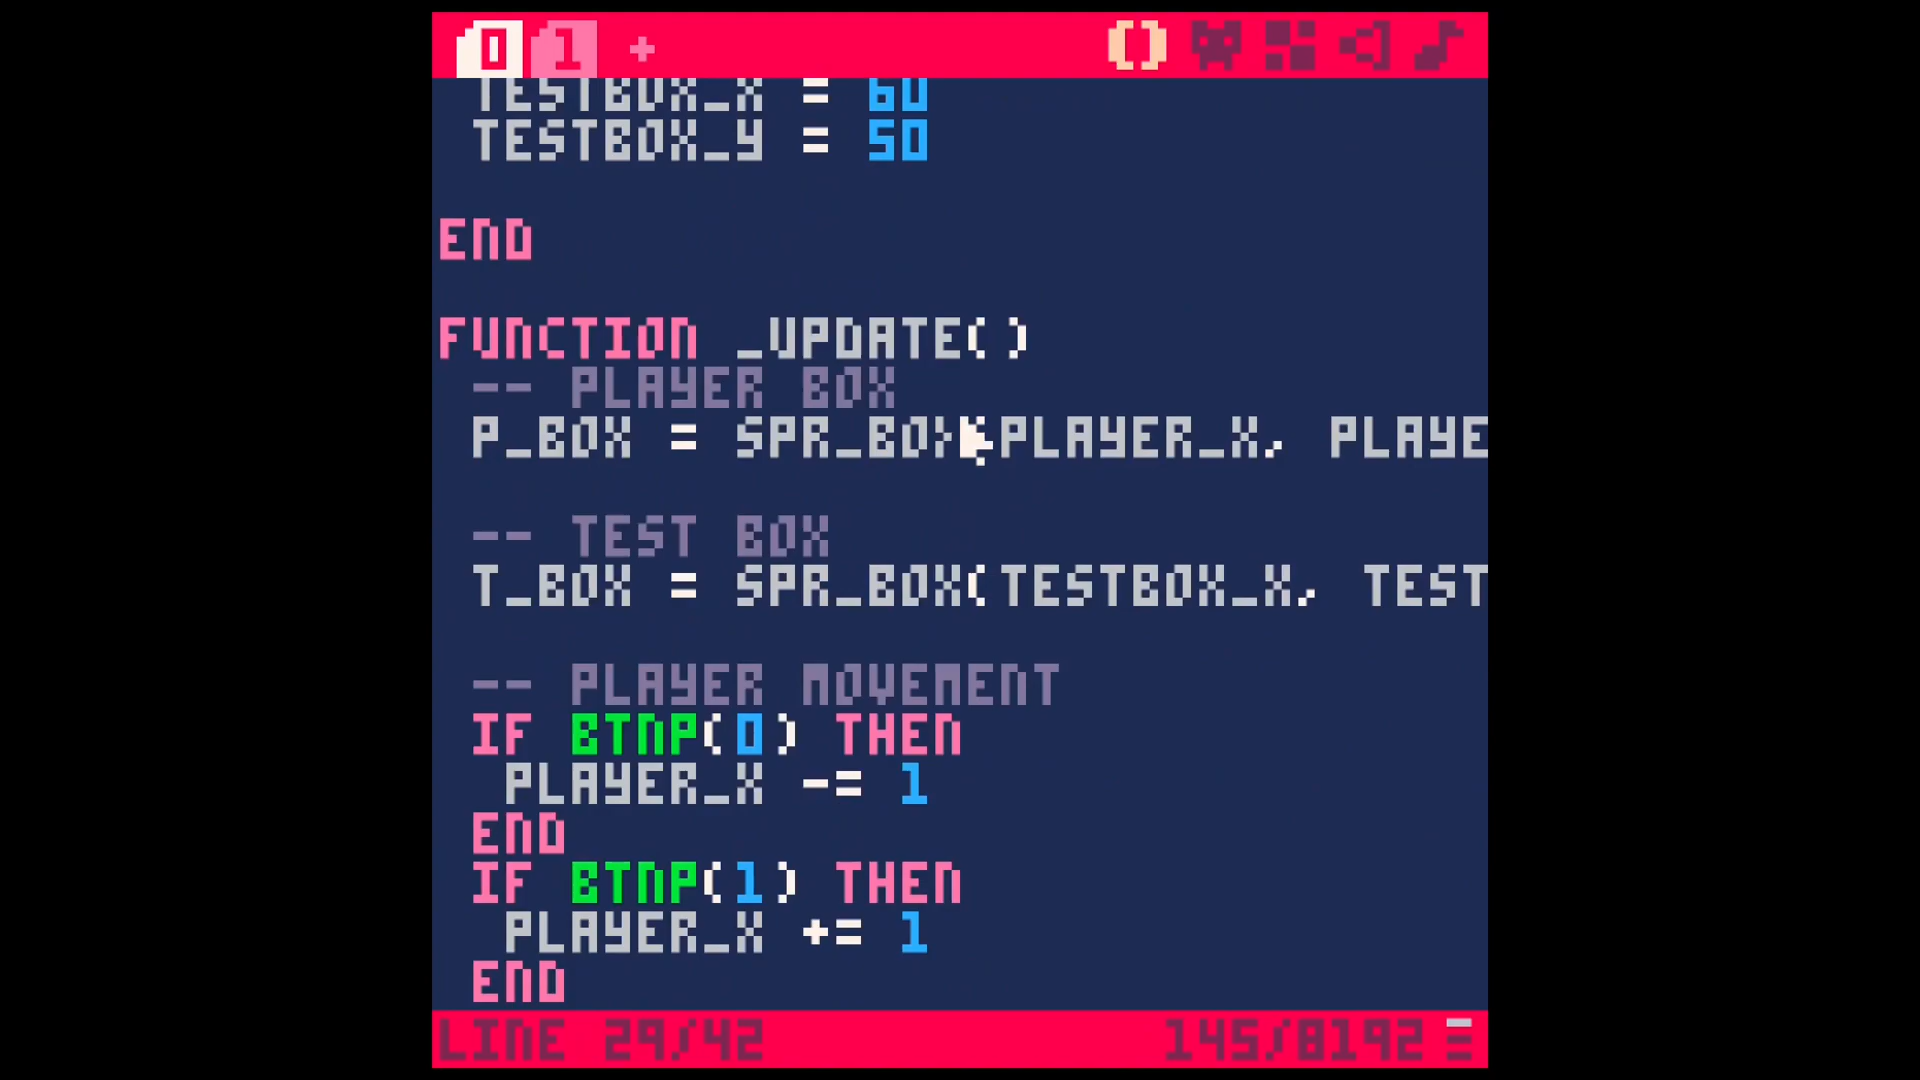 0 1 +
TESTBOX_X = 60
TESTBOX_Y = 50
END
FUNCTION _UPDATE()
-- PLAYER BOX
P_BOX = SPR_BOX PLAYER_X, PLAYE
-- TEST BOX
T_BOX = SPR_BOX(TESTBOX_X, TEST
-- PLAYER MOVEMENT
IF BTNP(0) THEN
PLAYER_X -= 1
END
IF BTNP(1) THEN
PLAYER_X += 1
END
LINE 29/42 145/8192